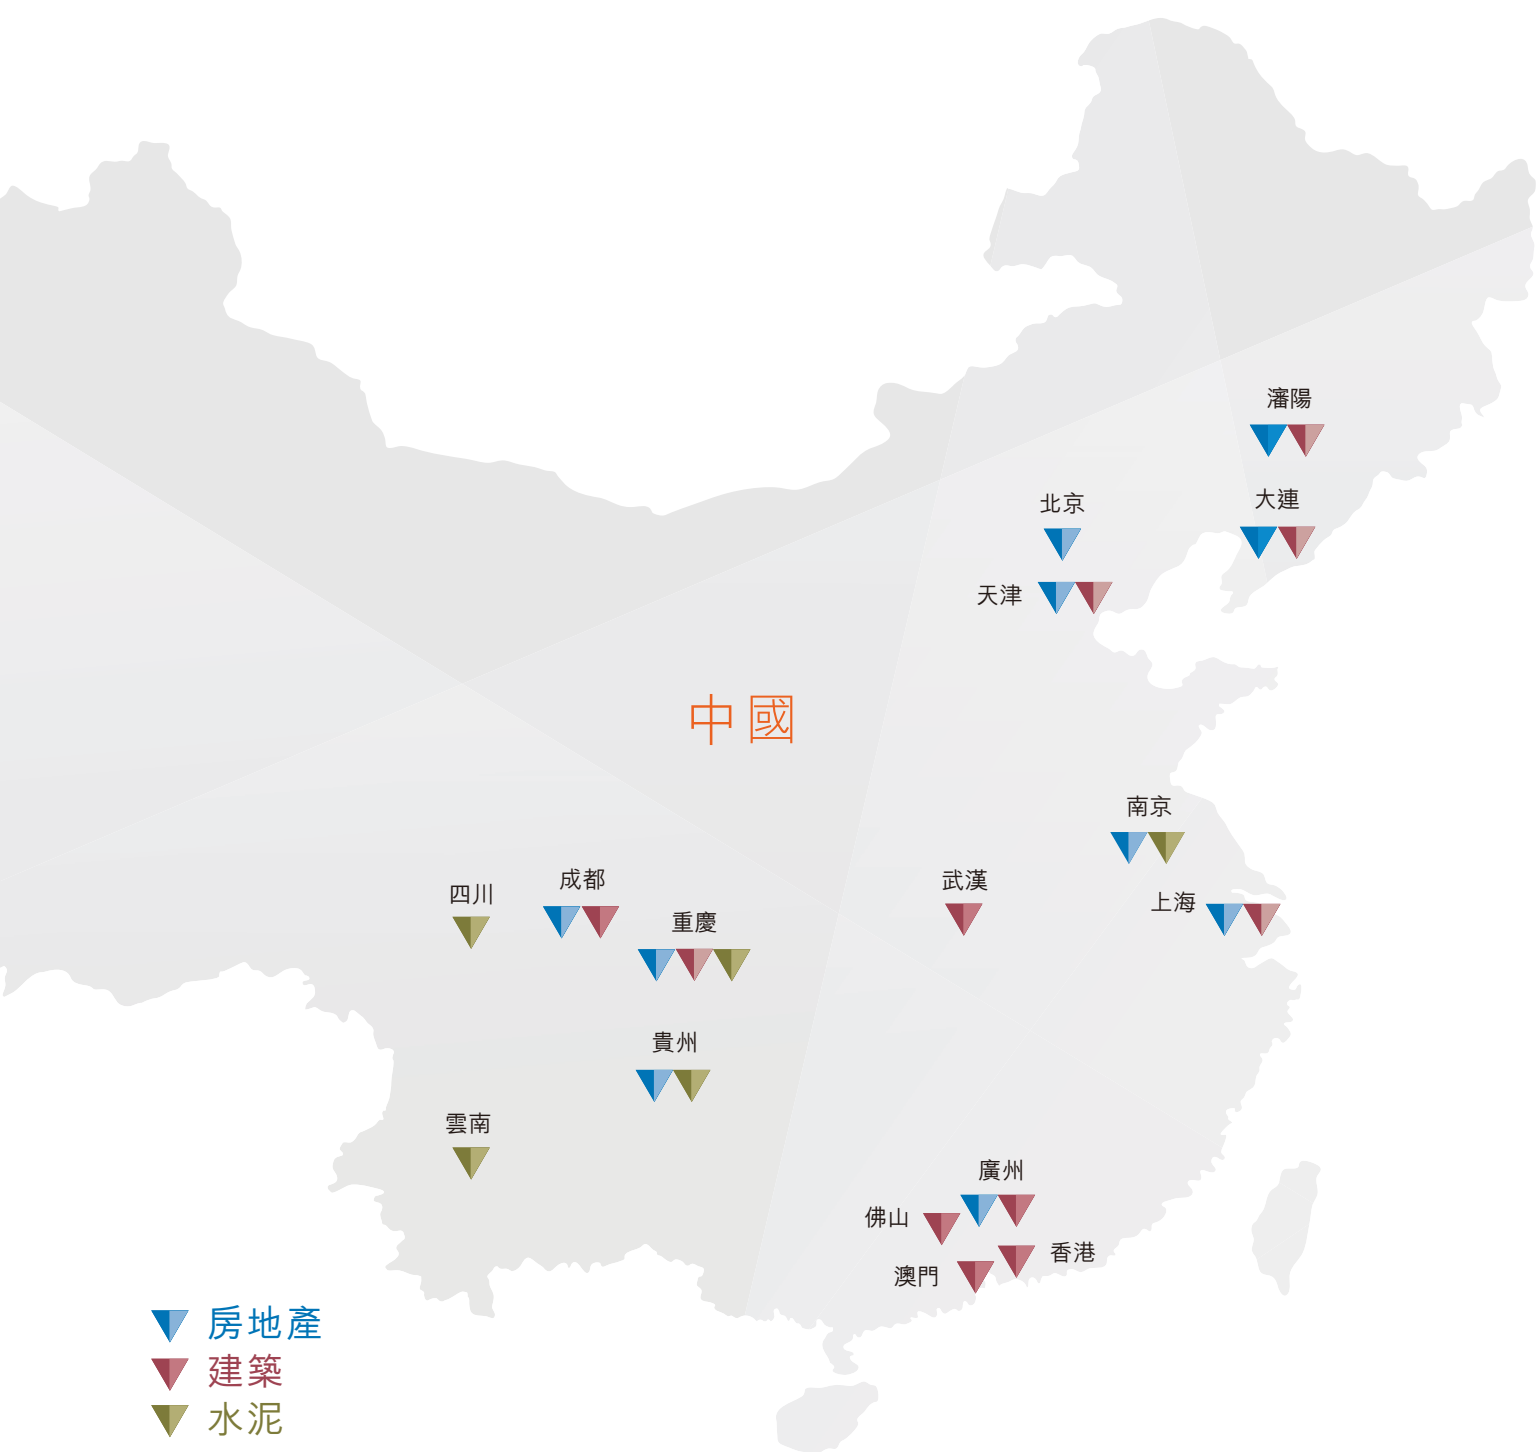 瀋陽
北京
大連
天津
中國
南京
成都
武漢
四川
上海
重慶
貴州
雲南
廣州
佛山
香港
澳門
房地產
建築
水泥